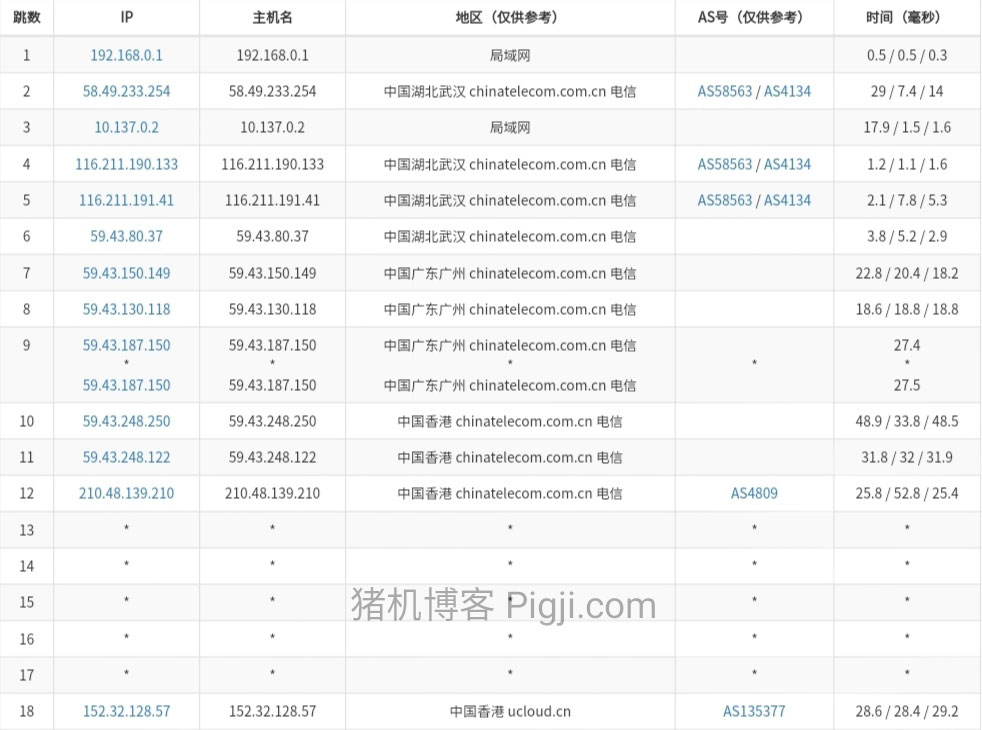 跳数 IP 主机名 地区（仅供参考） AS号（仅供参考） 时间（毫秒）
1 192.168.0.1 192.168.0.1 局域网 0.5 / 0.5 / 0.3
2 58.49.233.254 58.49.233.254 中国湖北武汉 chinatelecom.com.cn 电信 AS58563 / AS4134 29 / 7.4 / 14
3 10.137.0.2 10.137.0.2 局域网 17.9 / 1.5 / 1.6
4 116.211.190.133 116.211.190.133 中国湖北武汉 chinatelecom.com.cn 电信 AS58563 / AS4134 1.2 / 1.1 / 1.6
5 116.211.191.41 116.211.191.41 中国湖北武汉 chinatelecom.com.cn 电信 AS58563 / AS4134 2.1 / 7.8 / 5.3
6 59.43.80.37 59.43.80.37 中国湖北武汉 chinatelecom.com.cn 电信 3.8 / 5.2 / 2.9
7 59.43.150.149 59.43.150.149 中国广东广州 chinatelecom.com.cn 电信 22.8 / 20.4 / 18.2
8 59.43.130.118 59.43.130.118 中国广东广州 chinatelecom.com.cn 电信 18.6 / 18.8 / 18.8
9 59.43.187.150 59.43.187.150 中国广东广州 chinatelecom.com.cn 电信 27.4
* * * * *
59.43.187.150 59.43.187.150 中国广东广州 chinatelecom.com.cn 电信 27.5
10 59.43.248.250 59.43.248.250 中国香港 chinatelecom.com.cn 电信 48.9 / 33.8 / 48.5
11 59.43.248.122 59.43.248.122 中国香港 chinatelecom.com.cn 电信 31.8 / 32 / 31.9
12 210.48.139.210 210.48.139.210 中国香港 chinatelecom.com.cn 电信 AS4809 25.8 / 52.8 / 25.4
13 * * * * *
14 * * * * *
15 * * * * *
猪机博客 Pigji.com
16 * * * * *
17 * * * * *
18 152.32.128.57 152.32.128.57 中国香港 ucloud.cn AS135377 28.6 / 28.4 / 29.2